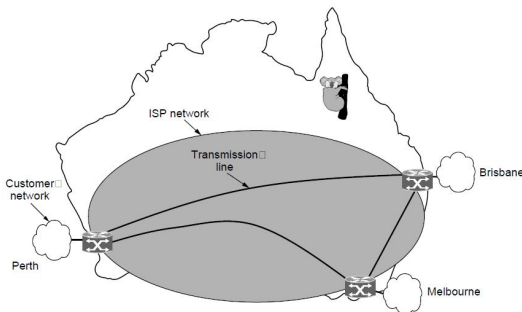 ISP network
Transmission
line
Customer
network
Brisbane
Perth
Melbourne